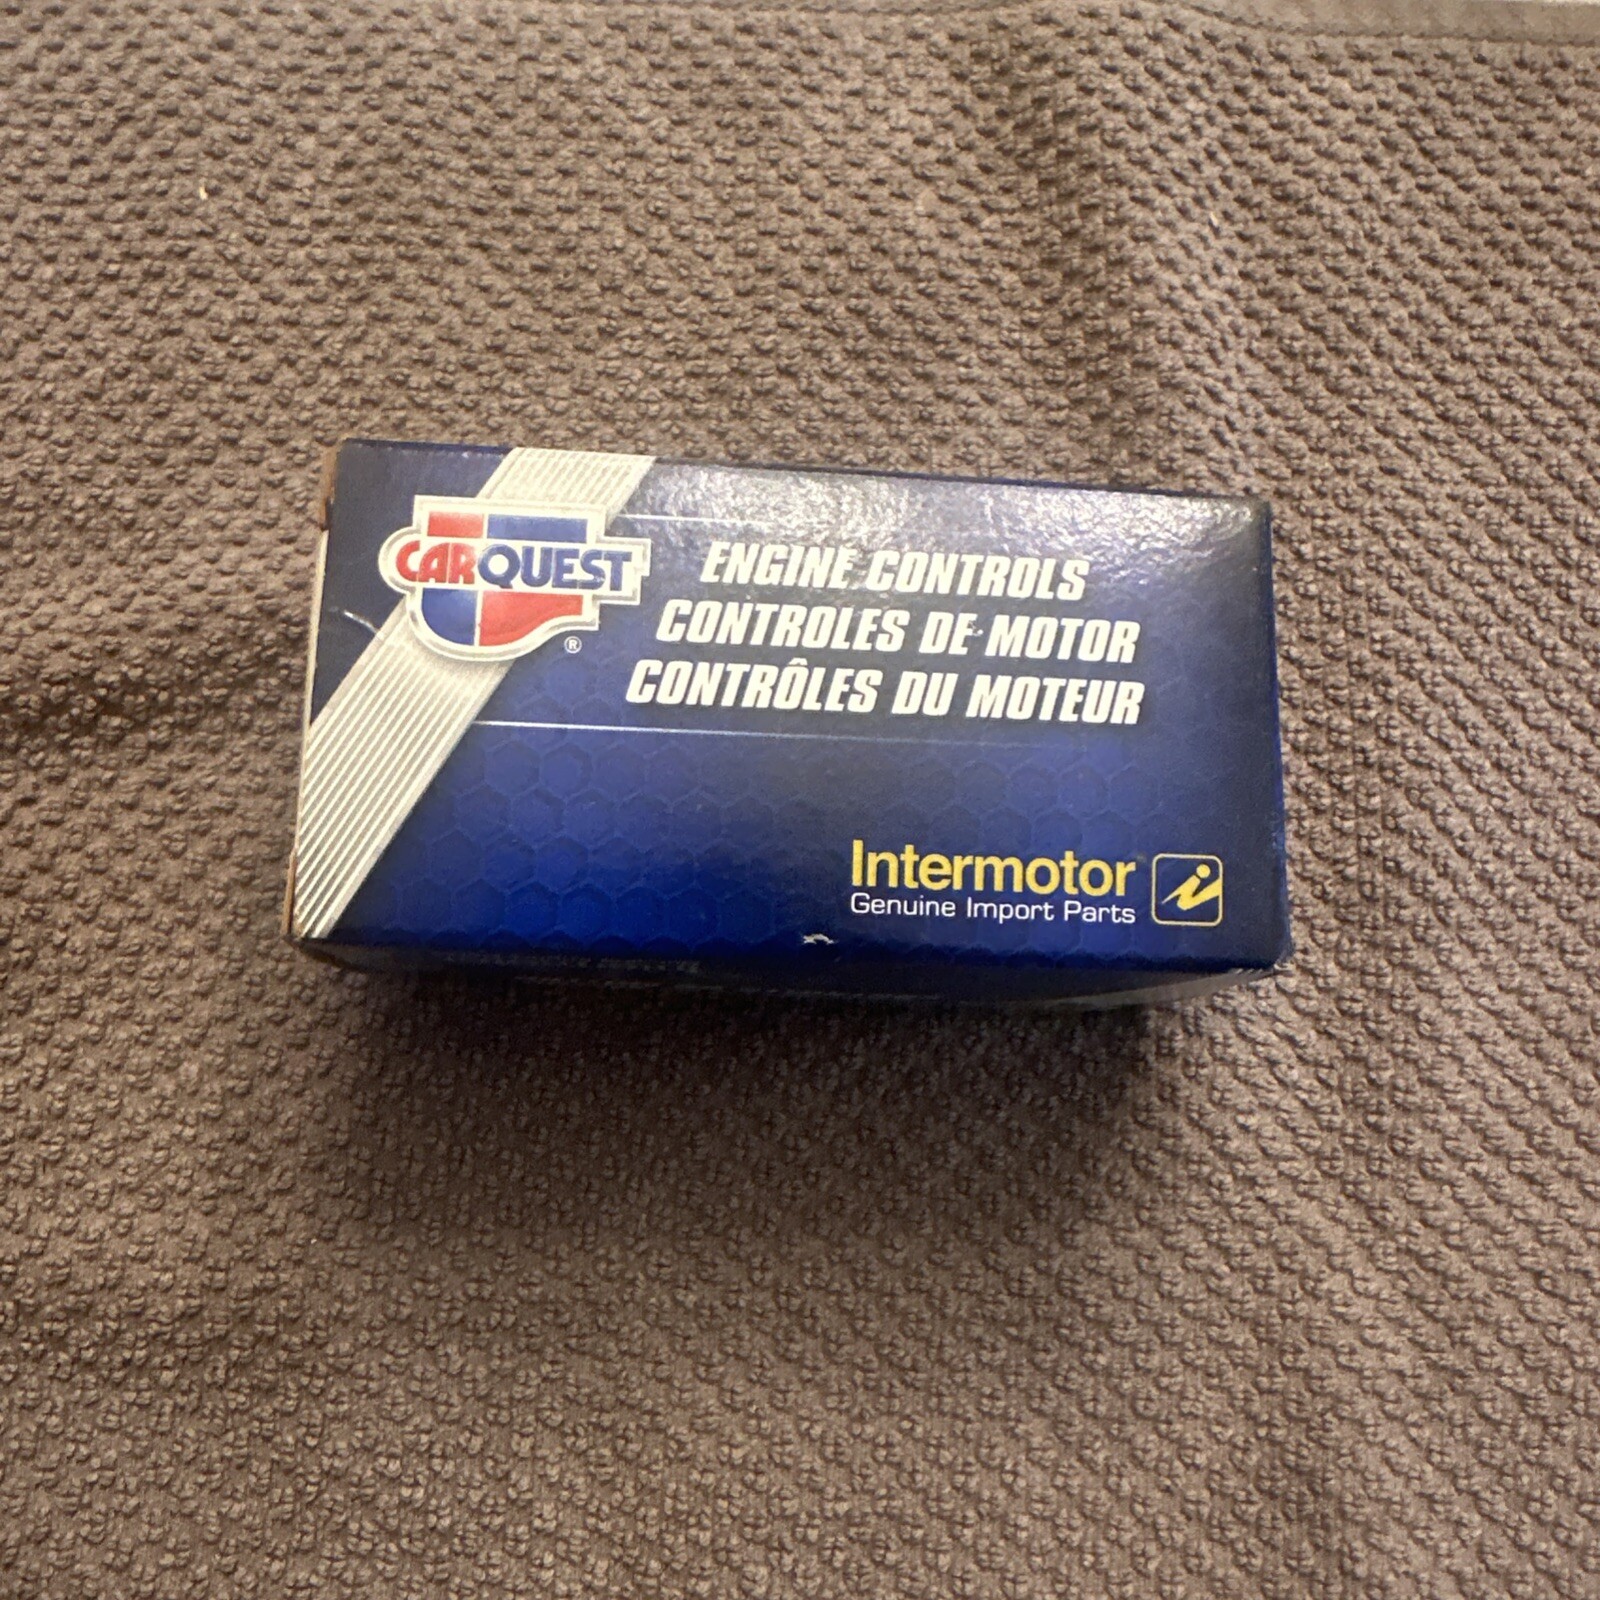 CARQUEST
®
ENGINE CONTROLS
CONTROLES DE MOTOR
CONTRÔLES DU MOTEUR
Intermotor
Genuine Import Parts